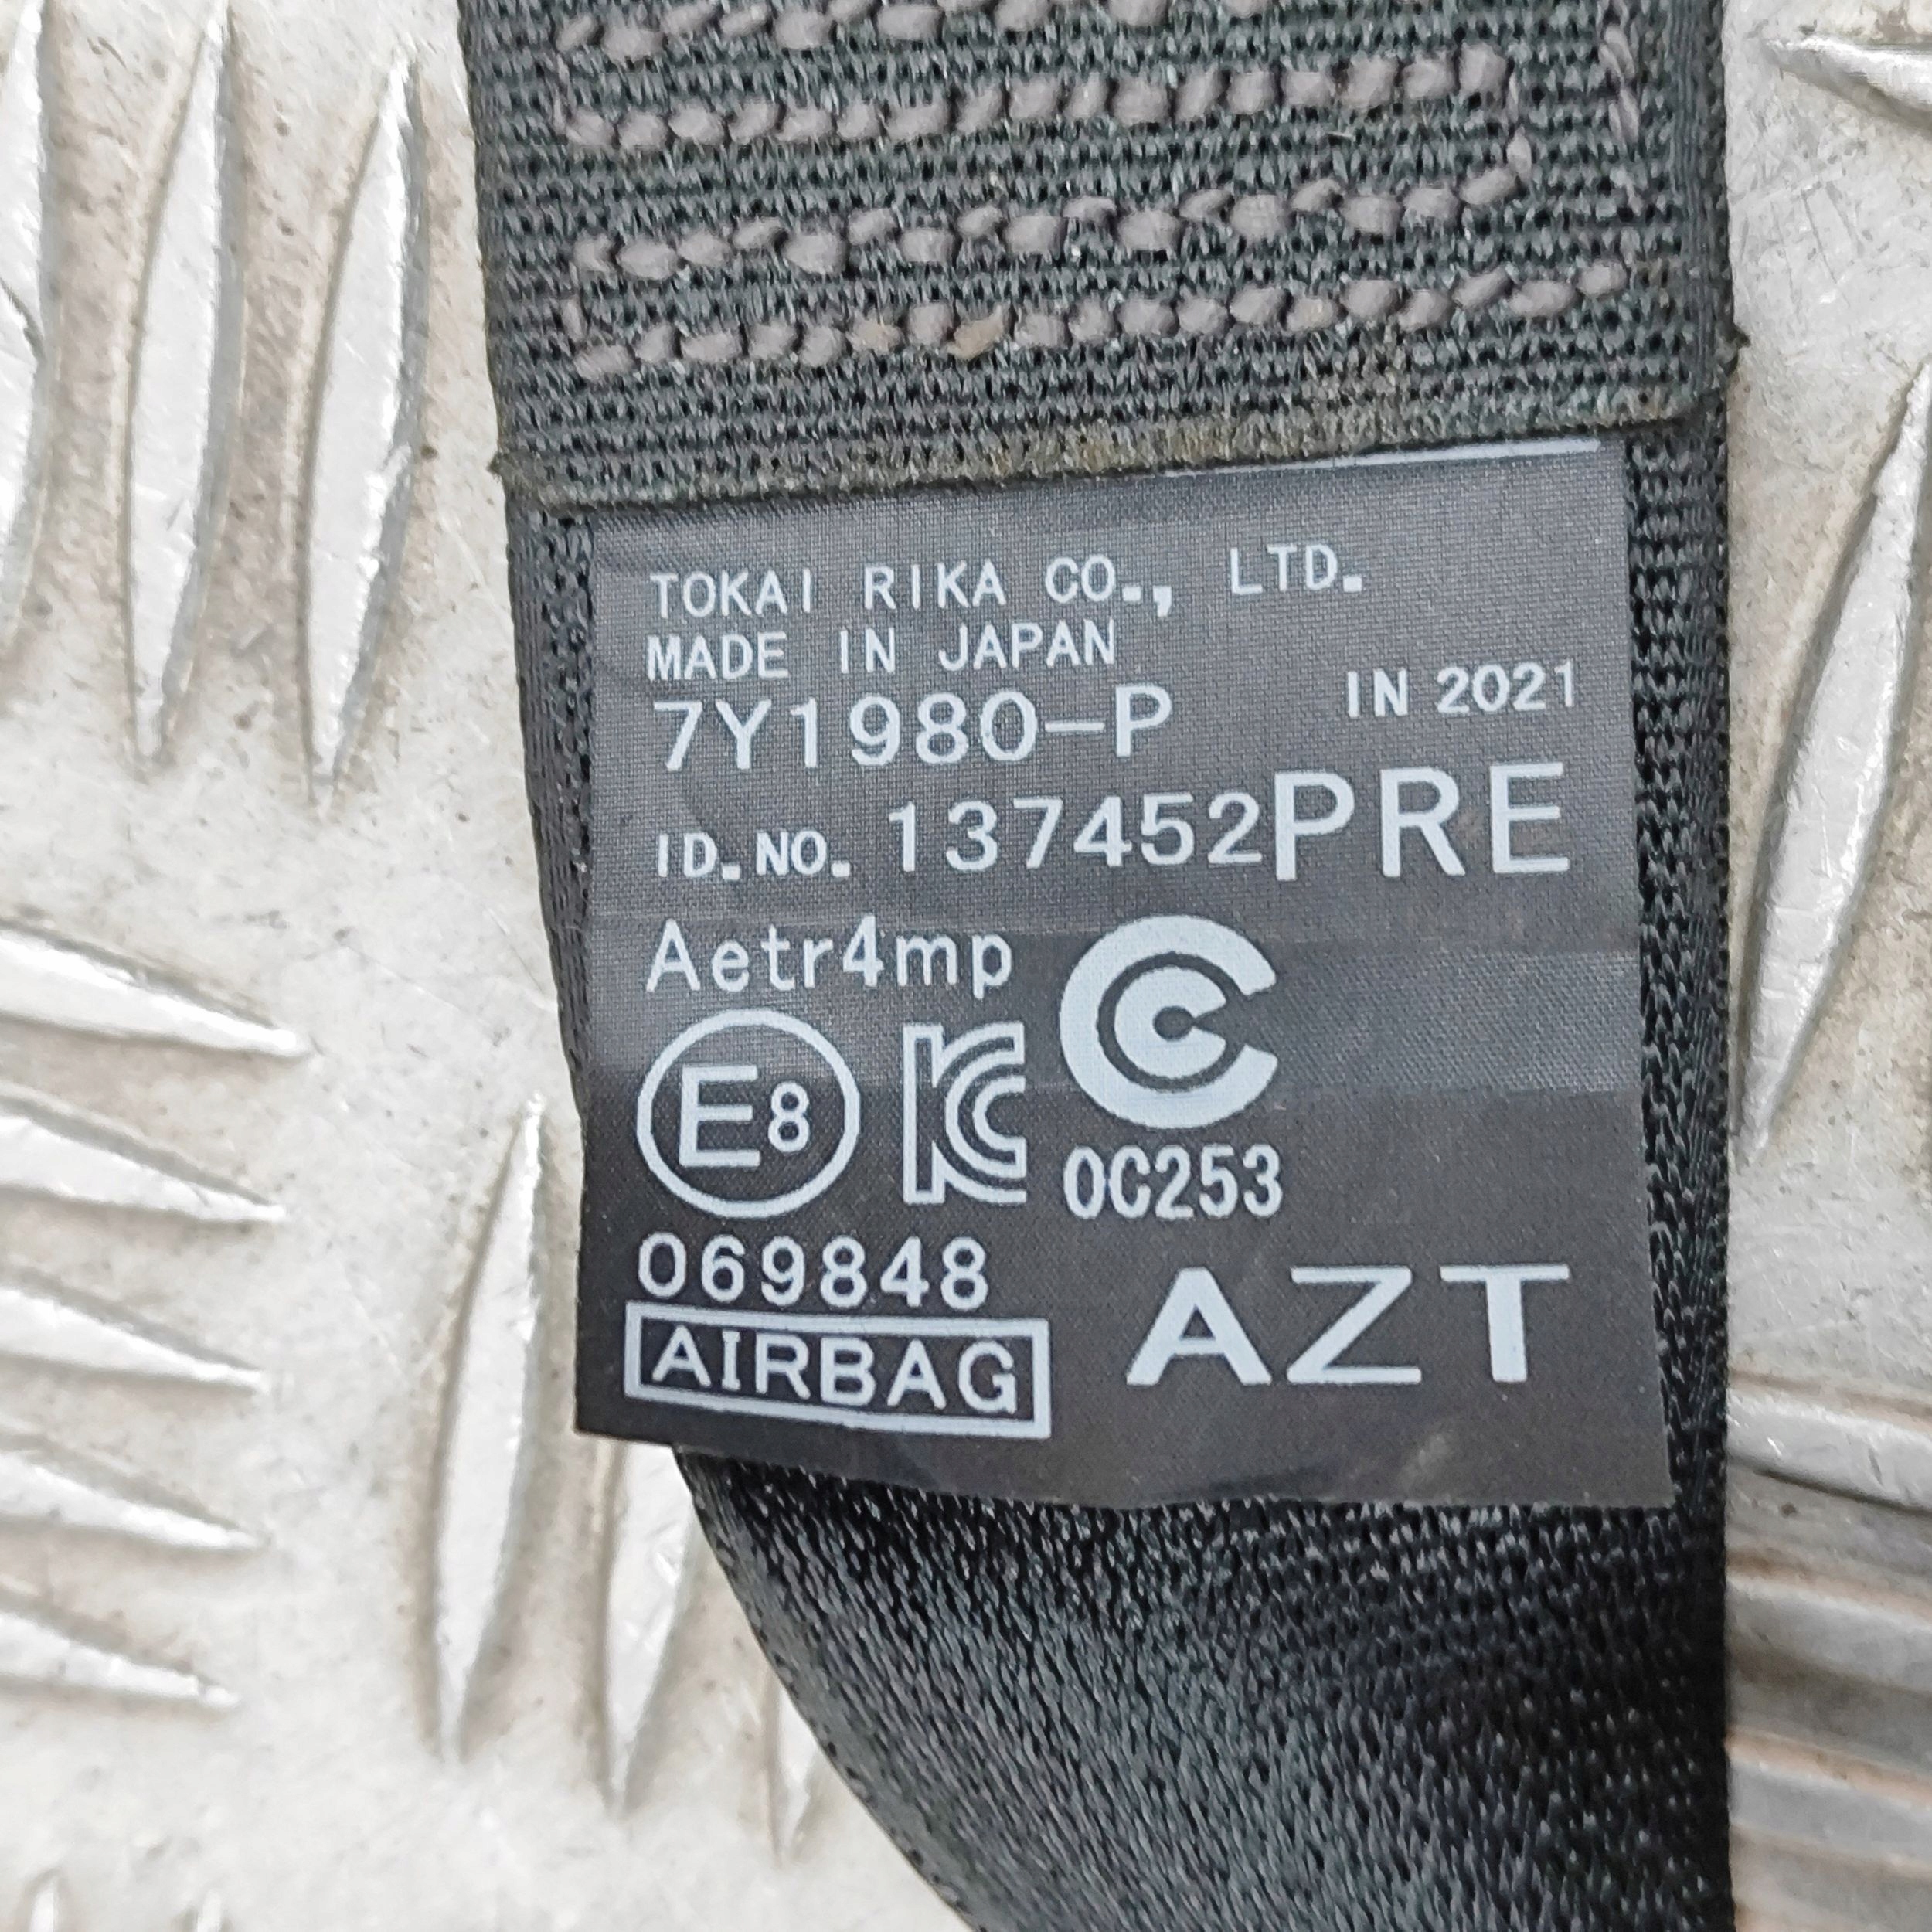 TOKAI RIKA CO., LTD.
MADE IN JAPAN
7Y1980-P IN 2021
ID.NO. 137452PRE
Aetr4mp
E8 KC C
0C253
069848
AIRBAG AZT